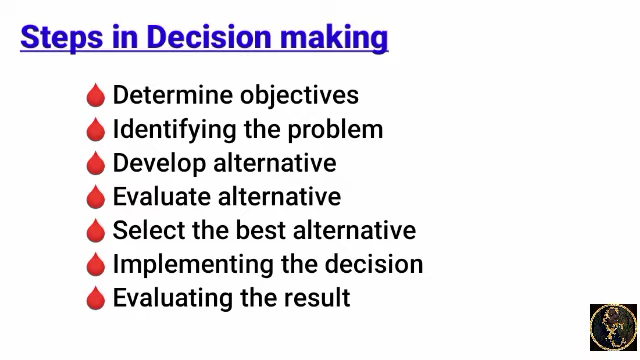 Steps in Decision making
Determine objectives
Identifying the problem
Develop alternative
Evaluate alternative
Select the best alternative
Implementing the decision
Evaluating the result